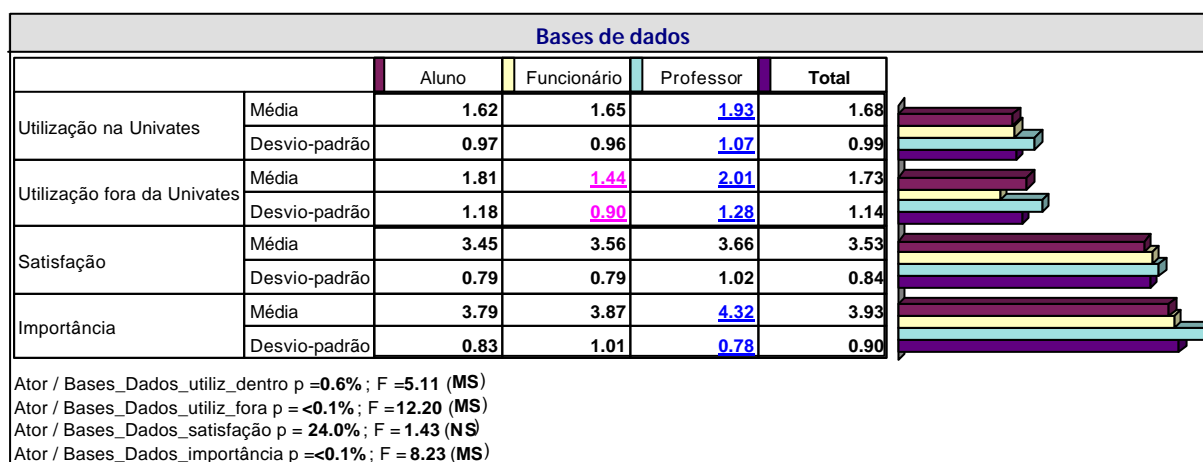 Bases de dados
Aluno Funcionário Professor Total
Utilização na Univates Média 1.62 1.65 1.93 1.68
Desvio-padrão 0.97 0.96 1.07 0.99
Utilização fora da Univates Média 1.81 1.44 2.01 1.73
Desvio-padrão 1.18 0.90 1.28 1.14
Satisfação Média 3.45 3.56 3.66 3.53
Desvio-padrão 0.79 0.79 1.02 0.84
Importância Média 3.79 3.87 4.32 3.93
Desvio-padrão 0.83 1.01 0.78 0.90
Ator / Bases_Dados_utiliz_dentro p =0.6% ; F =5.11 (MS)
Ator / Bases_Dados_utiliz_fora p = <0.1% ; F =12.20 (MS)
Ator / Bases_Dados_satisfação p = 24.0% ; F = 1.43 (NS)
Ator / Bases_Dados_importância p =<0.1% ; F = 8.23 (MS)